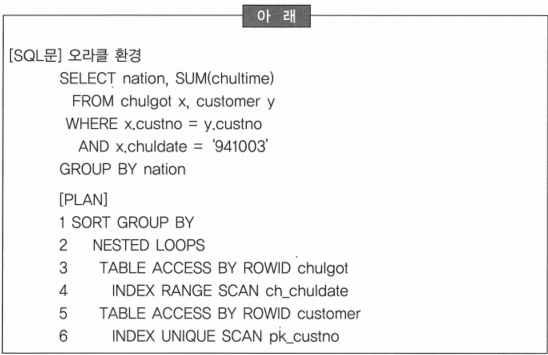 아 래
[SQL문] 오라클 환경
SELECT nation, SUM(chultime)
FROM chulgot x, customer y
WHERE x.custno = y.custno
AND x.chuldate = ‘941003’
GROUP BY nation
[PLAN]
1 SORT GROUP BY
2 NESTED LOOPS
3 TABLE ACCESS BY ROWID chulgot
4 INDEX RANGE SCAN ch_chuldate
5 TABLE ACCESS BY ROWID customer
6 INDEX UNIQUE SCAN pk_custno